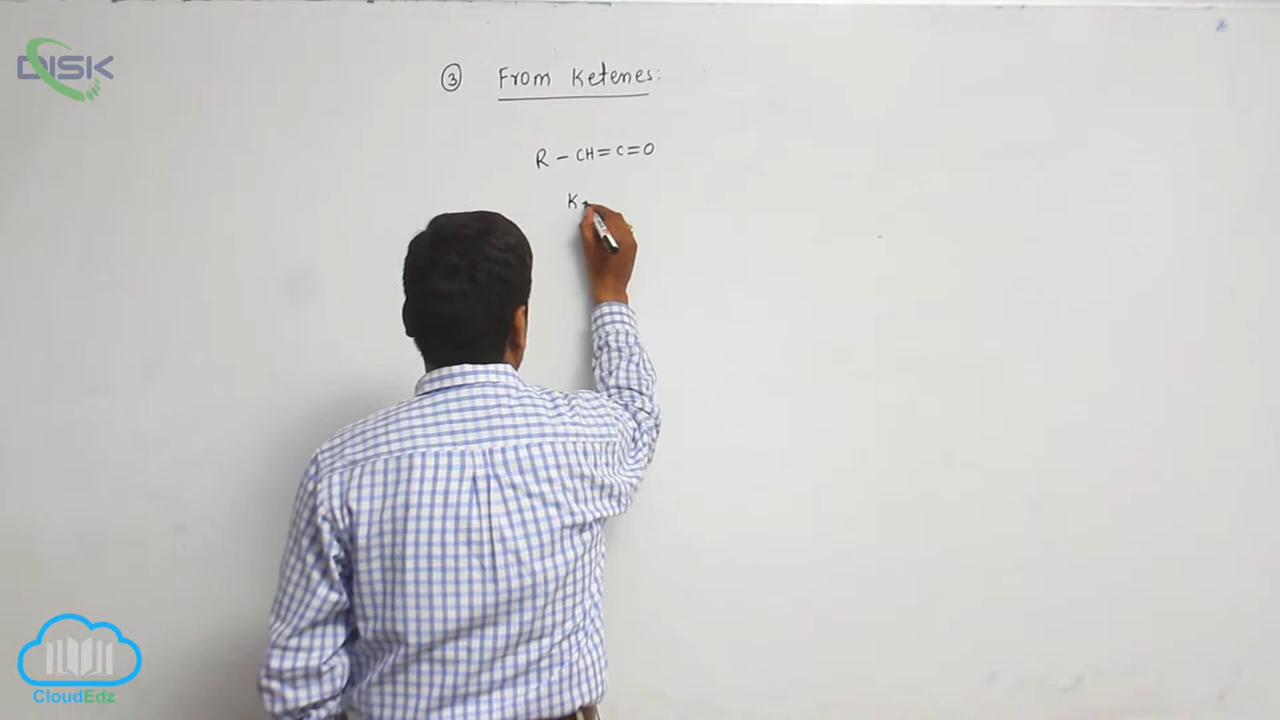 DISK
③ From Ketenes:
R - CH=C=O
K
CloudEdz